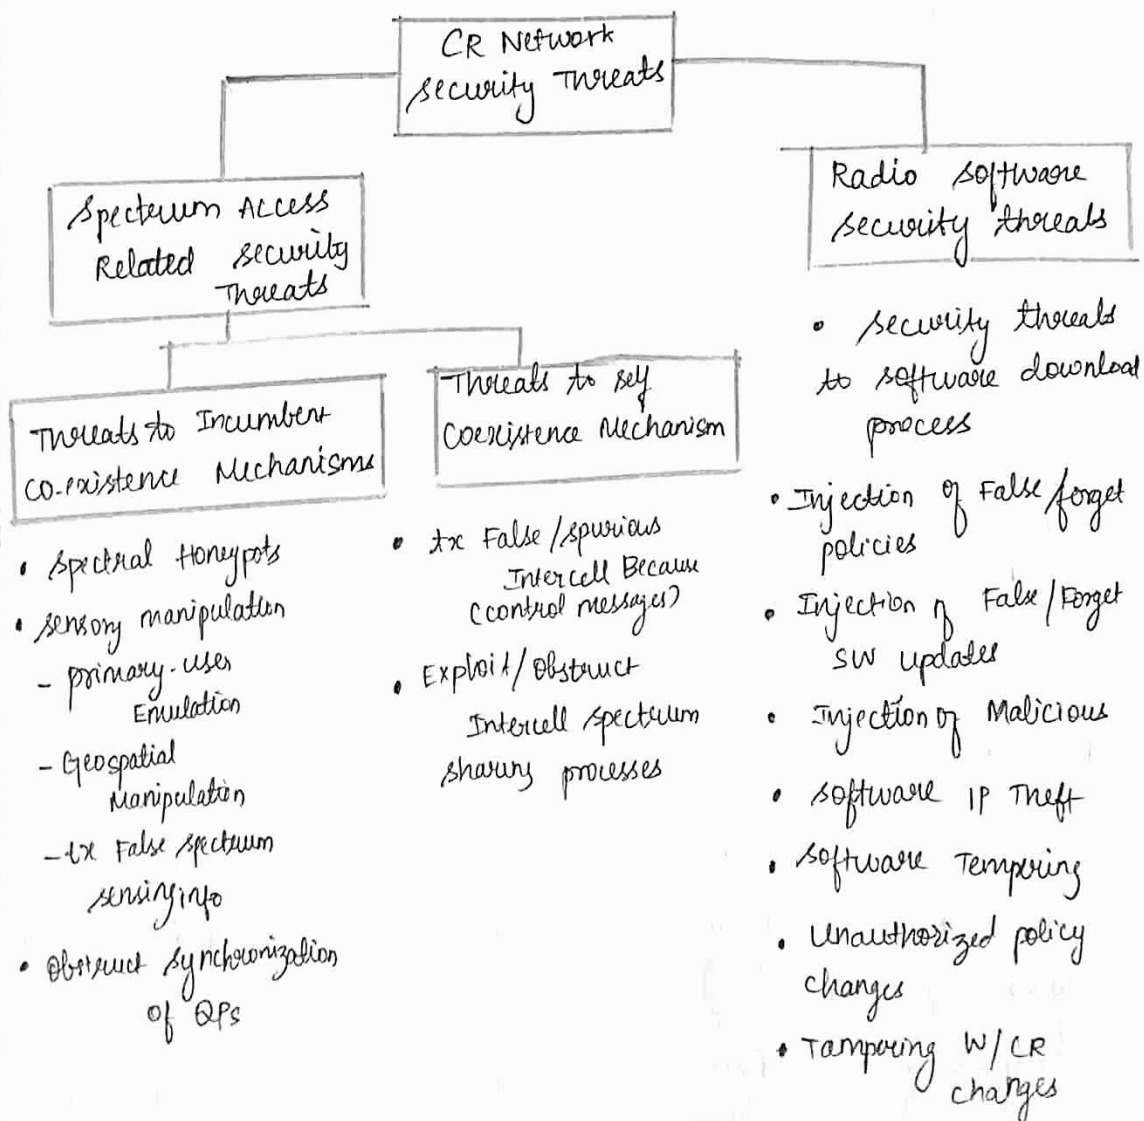 CR Network
Security Threats
Spectrum Access
Related Security
Threats
Radio Software
Security threats
Threats to Incumbent
Co-existence Mechanisms
Threats to self
Coexistence Mechanism
• Spectral Honeypots
• Sensory manipulation
- primary-user
Emulation
- Geospatial
Manipulation
- tx False Spectrum
sensing info
• Obstruct Synchronization
of QPs
• tx False/spurious
Intercell Because
(control messages)
• Exploit/Obstruct
Intercell spectrum
sharing processes
• Security threats
to software download
process
• Injection of False/forget
policies
• Injection of False/Forget
SW updates
• Injection of Malicious
• Software IP Theft
• Software Tempering
• Unauthorized policy
changes
• Tampering W/CR
changes